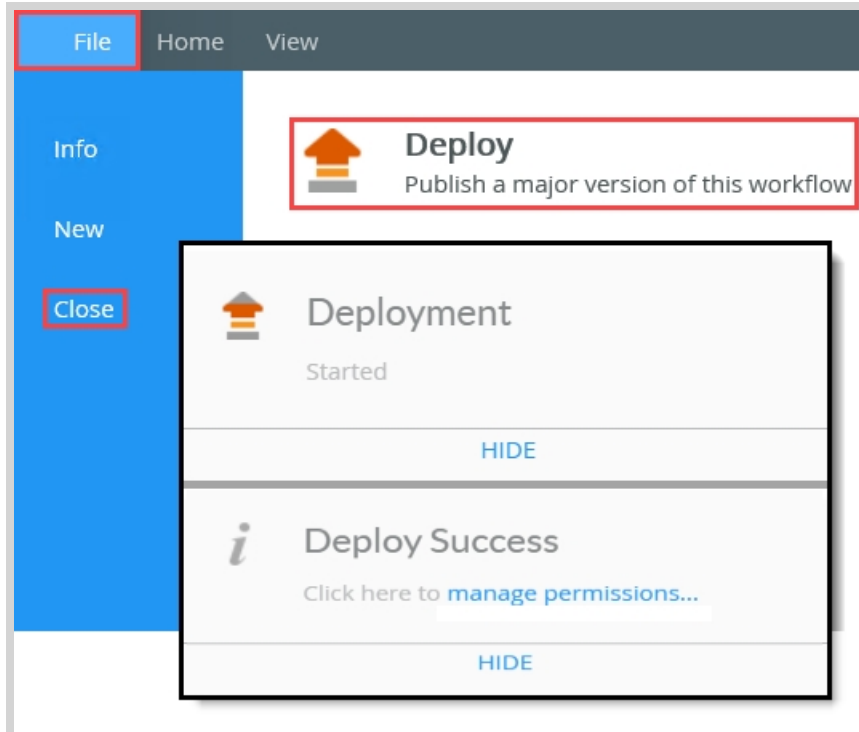 File Home View
Info
Deploy
Publish a major version of this workflow
New
Close
Deployment
Started
HIDE
i Deploy Success
Click here to manage permissions...
HIDE